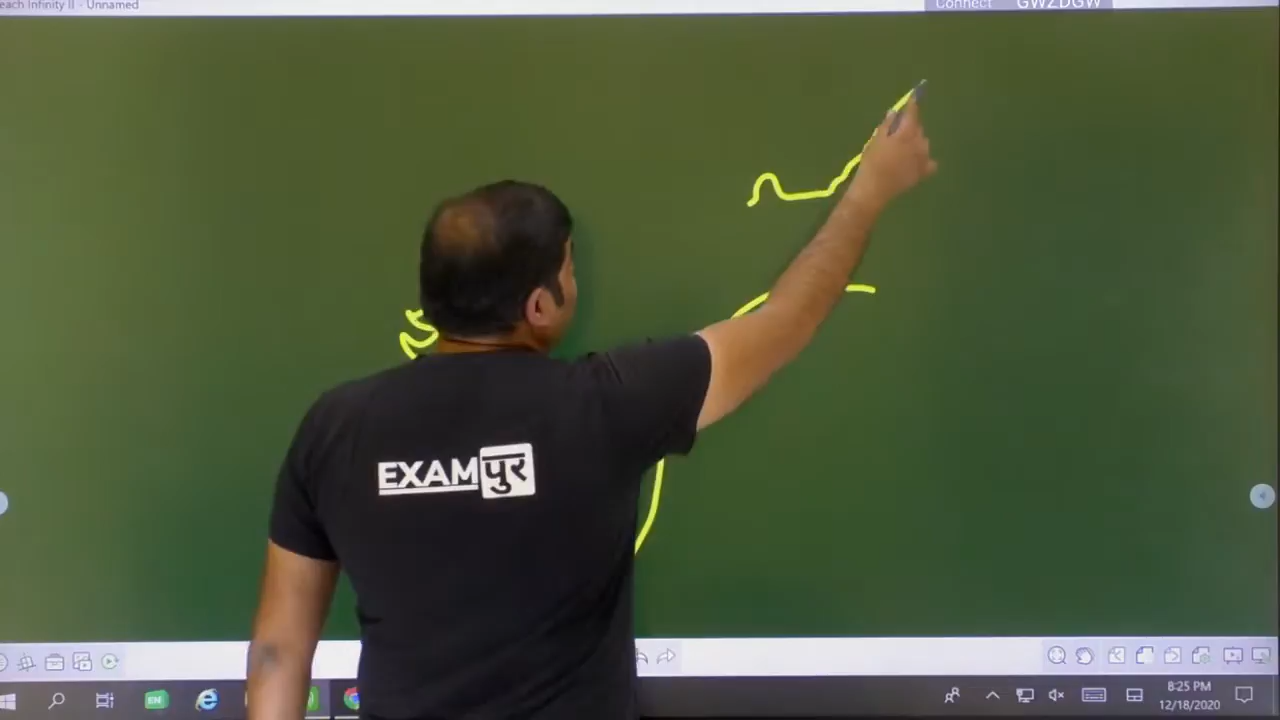 each Infinity II - Unnamed
Connect GWZDGW
EXAMपुर
EN
8:25 PM
12/18/2020